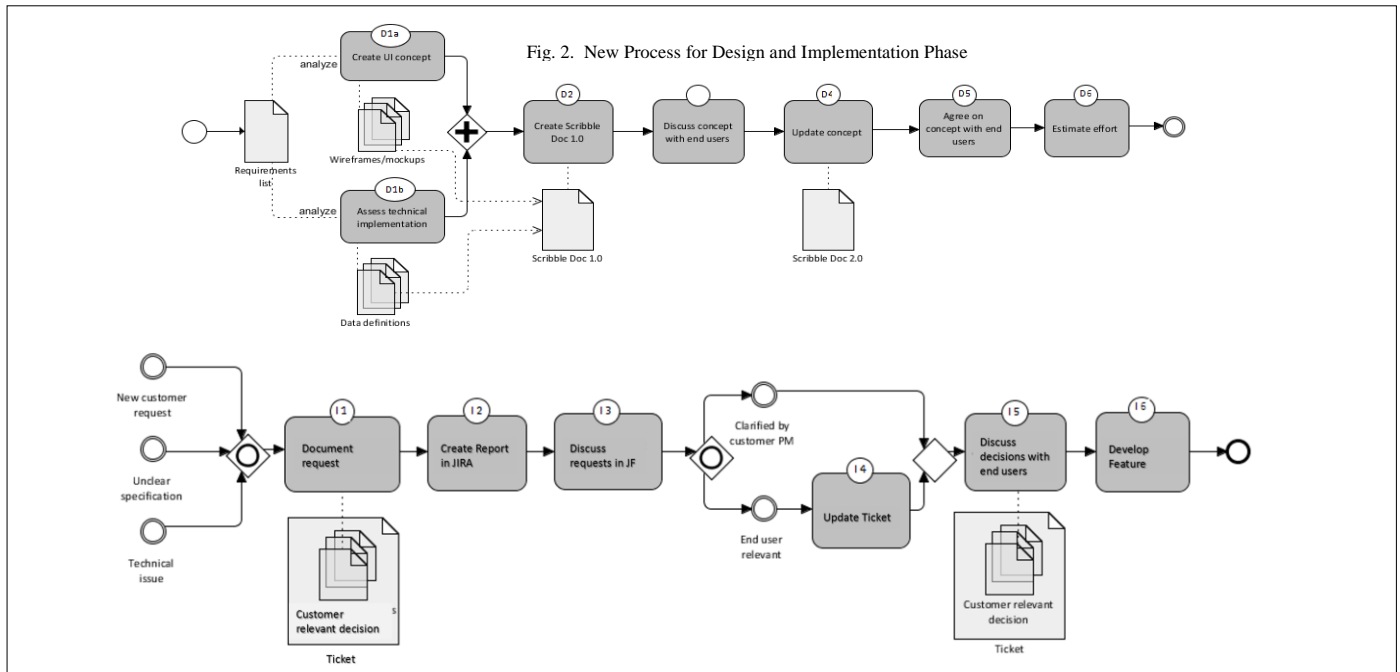 Fig. 2.  New Process for Design and Implementation Phase
D1a
Create UI concept
analyze
Wireframes/mockups
Requirements
list
analyze
D1b
Assess technical
implementation
Data definitions
D2
Create Scribble
Doc 1.0
Scribble Doc 1.0
Discuss concept
with end users
D4
Update concept
Scribble Doc 2.0
D5
Agree on
concept with end
users
D6
Estimate effort
New customer
request
Unclear
specification
Technical
issue
I1
Document
request
Customer
relevant decision
s
Ticket
I2
Create Report
in JIRA
I3
Discuss
requests in JF
Clarified by
customer PM
End user
relevant
I4
Update Ticket
I5
Discuss
decisions with
end users
Customer relevant
decision
Ticket
I6
Develop
Feature